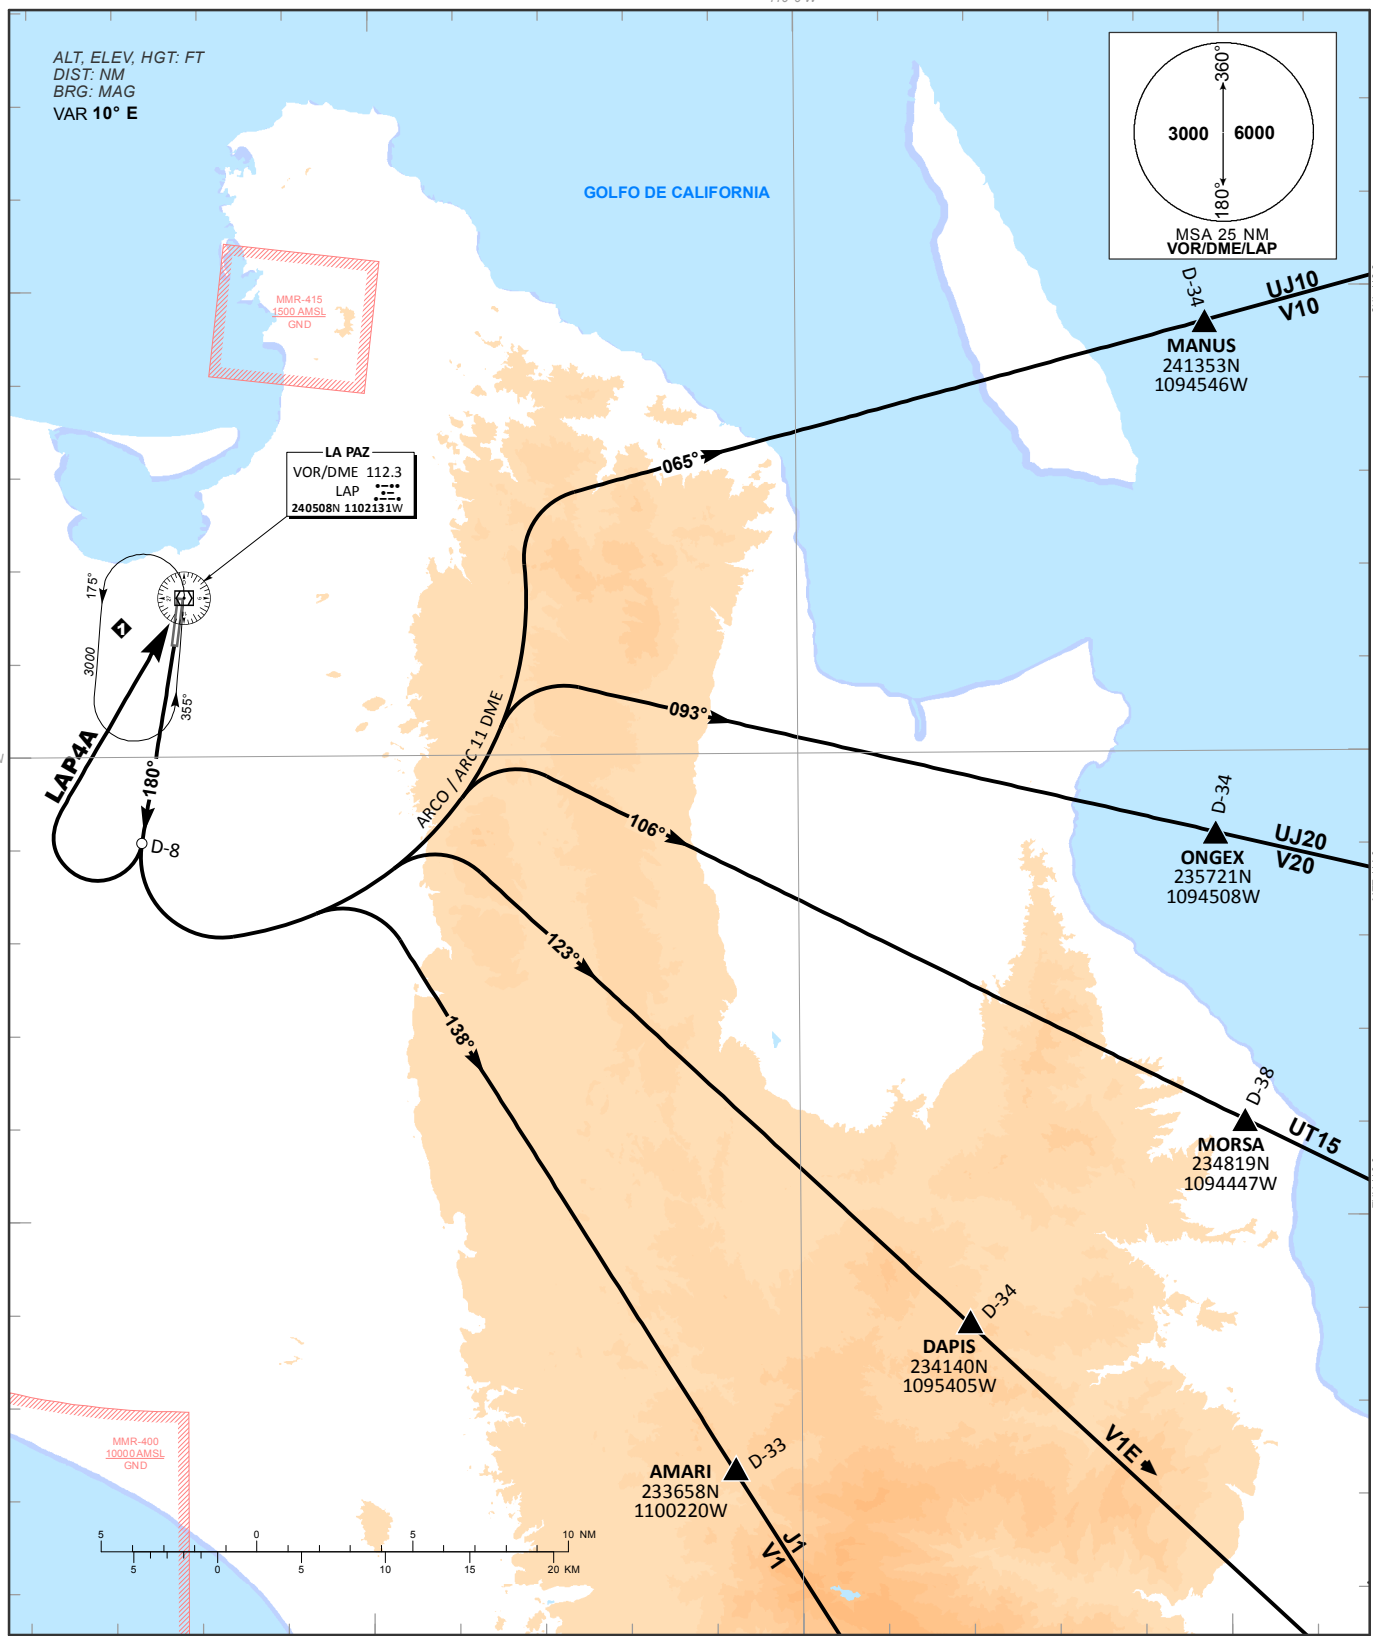 ALT, ELEV, HGT: FT
DIST: NM
BRG: MAG
VAR 10° E
GOLFO DE CALIFORNIA
360°
3000 6000
180°
MSA 25 NM
VOR/DME/LAP
MMR-415
1500 AMSL
GND
D-34
UJ10
V10
MANUS
241353N
1094546W
LA PAZ
VOR/DME 112.3
LAP
240508N 1102131W
065°
175°
1
3000
355°
LAP4A
180°
D-8
ARCO / ARC 11 DME
093°
D-34
UJ20
V20
ONGEX
235721N
1094508W
106°
123°
138°
D-38
UT15
MORSA
234819N
1094447W
D-34
DAPIS
234140N
1095405W
V1E
D-33
AMARI
233658N
1100220W
J1
V1
MMR-400
10000 AMSL
GND
5 0 5 10 NM
5 0 5 10 15 20 KM